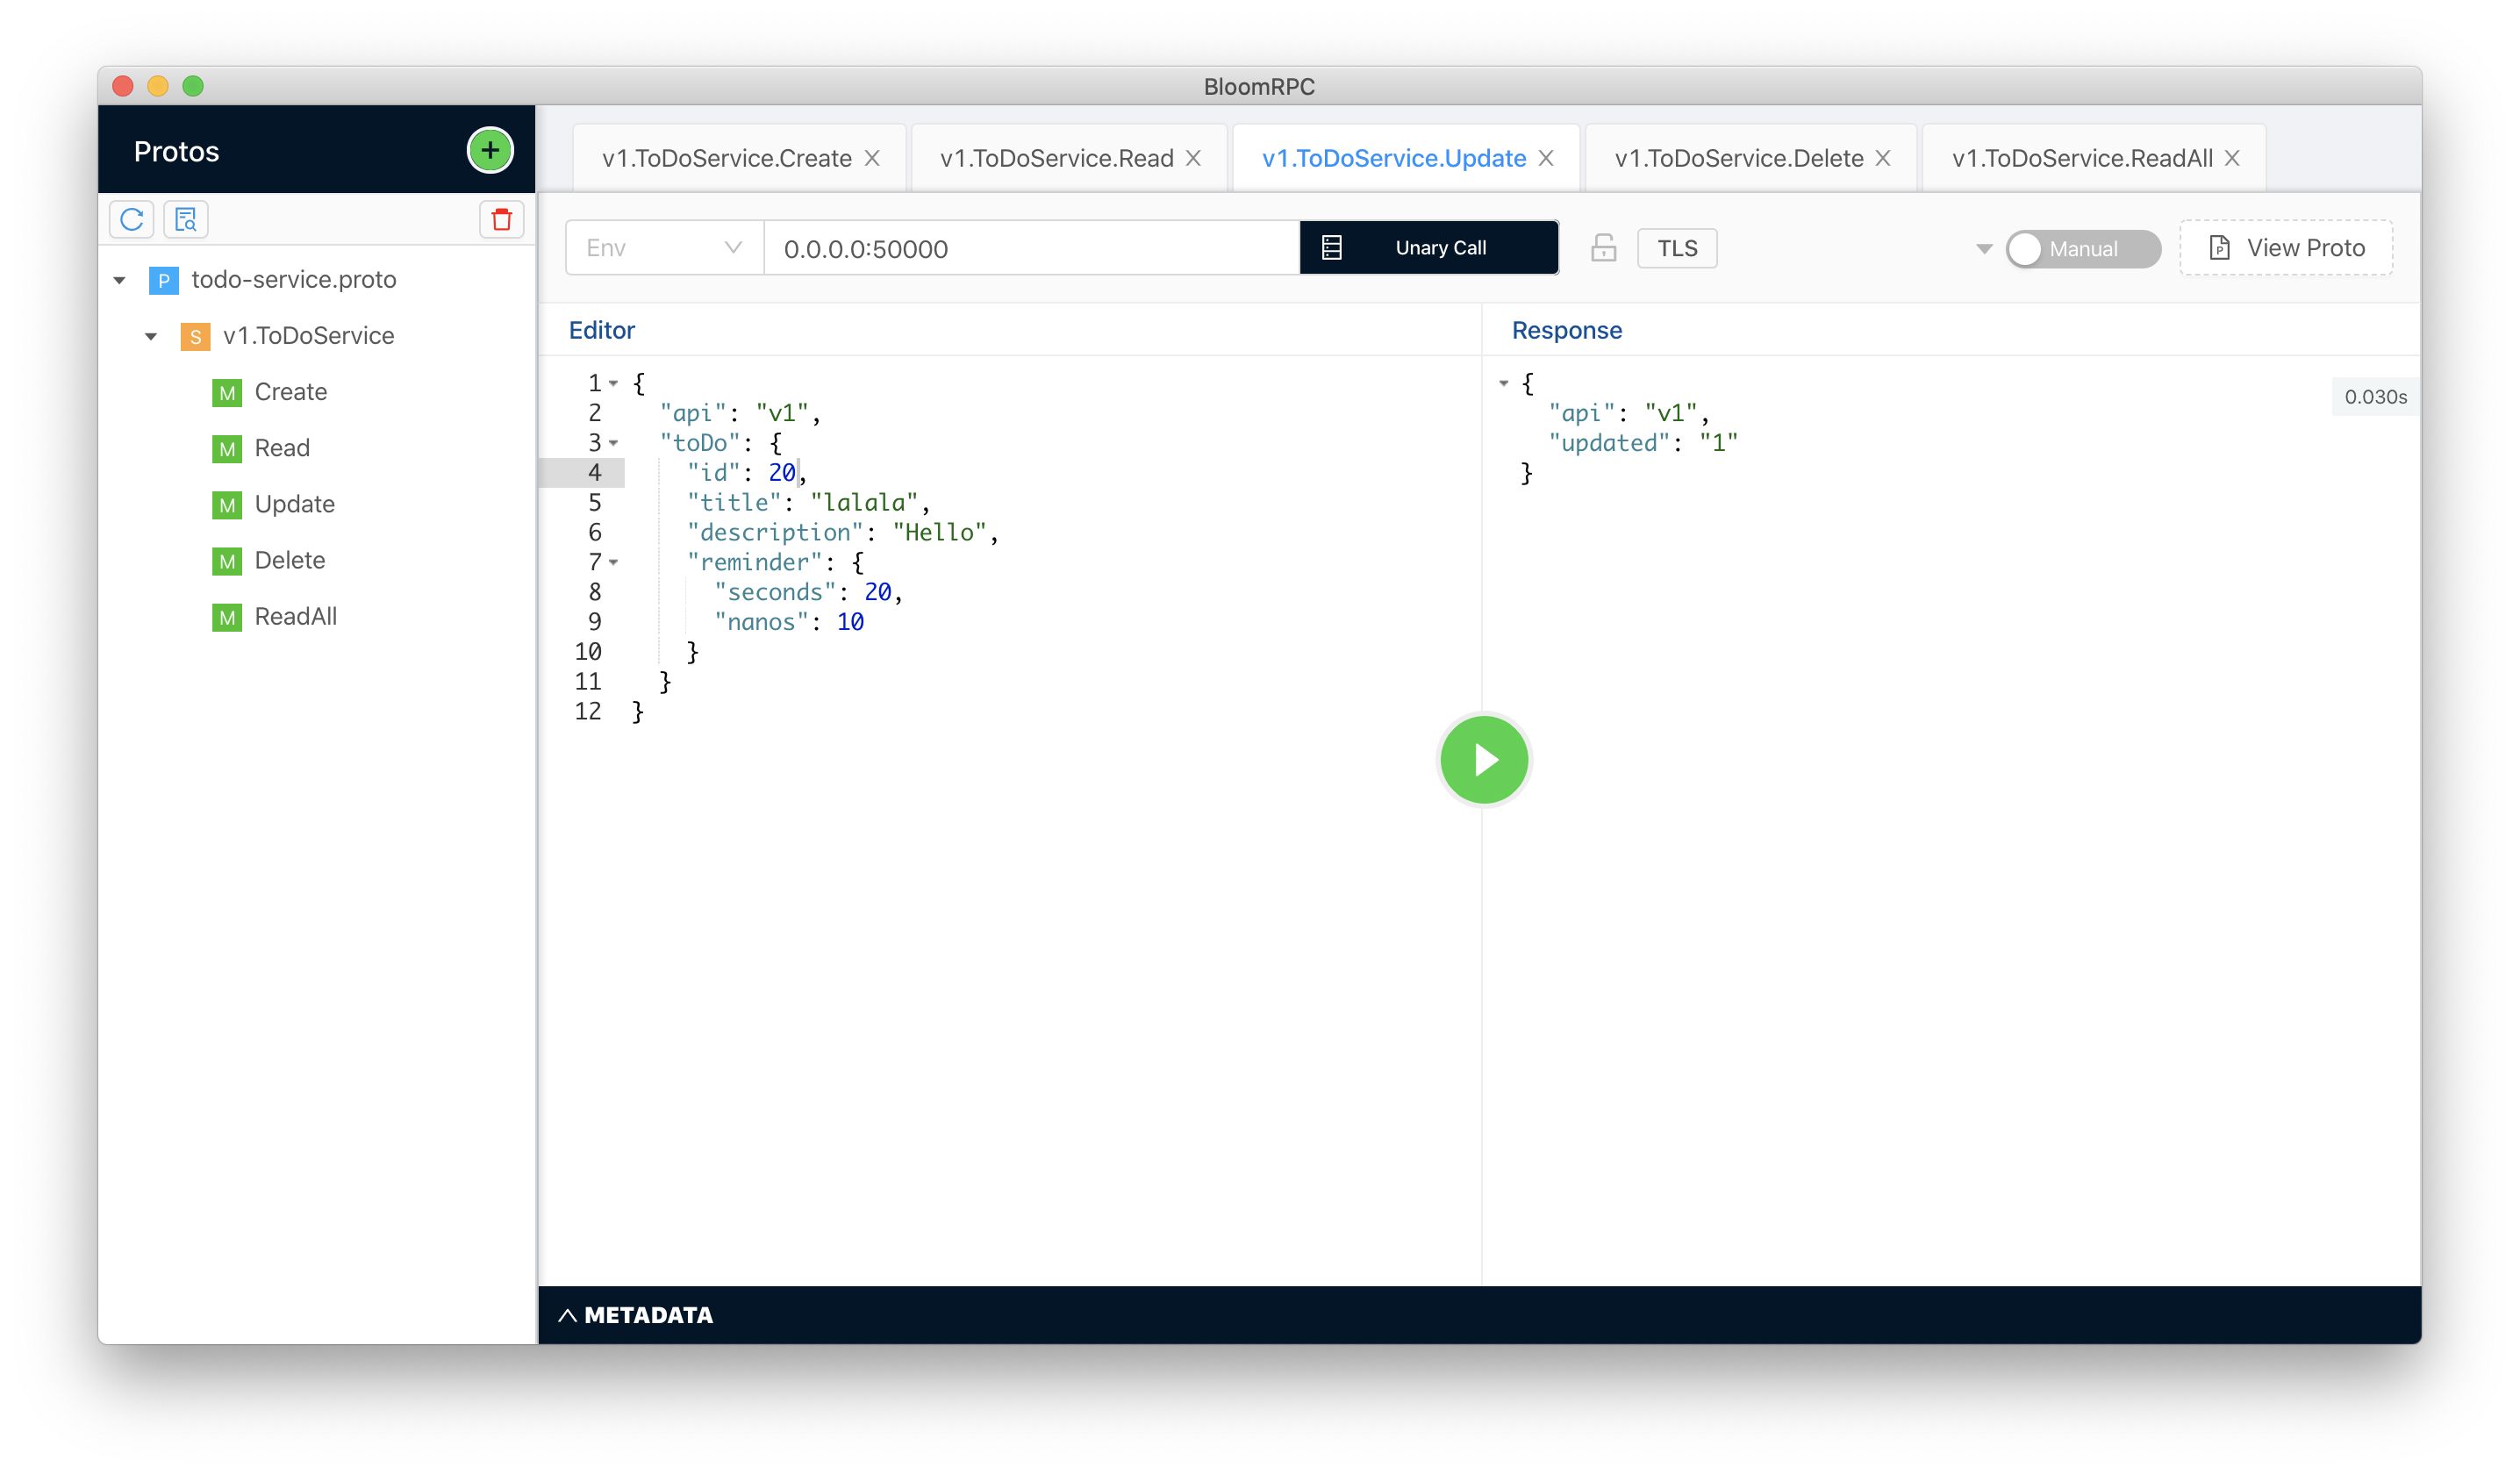 BloomRPC
Protos
v1.ToDoService.Create X
v1.ToDoService.Read X
v1.ToDoService.Update X
v1.ToDoService.Delete X
v1.ToDoService.ReadAll X
Env
0.0.0.0:50000
Unary Call
TLS
Manual
P View Proto
P todo-service.proto
S v1.ToDoService
M Create
M Read
M Update
M Delete
M ReadAll
Editor
1 {
2 "api": "v1",
3 "toDo": {
4 "id": 20,
5 "title": "lalala",
6 "description": "Hello",
7 "reminder": {
8 "seconds": 20,
9 "nanos": 10
10 }
11 }
12 }
Response
{
"api": "v1",
"updated": "1"
}
0.030s
METADATA